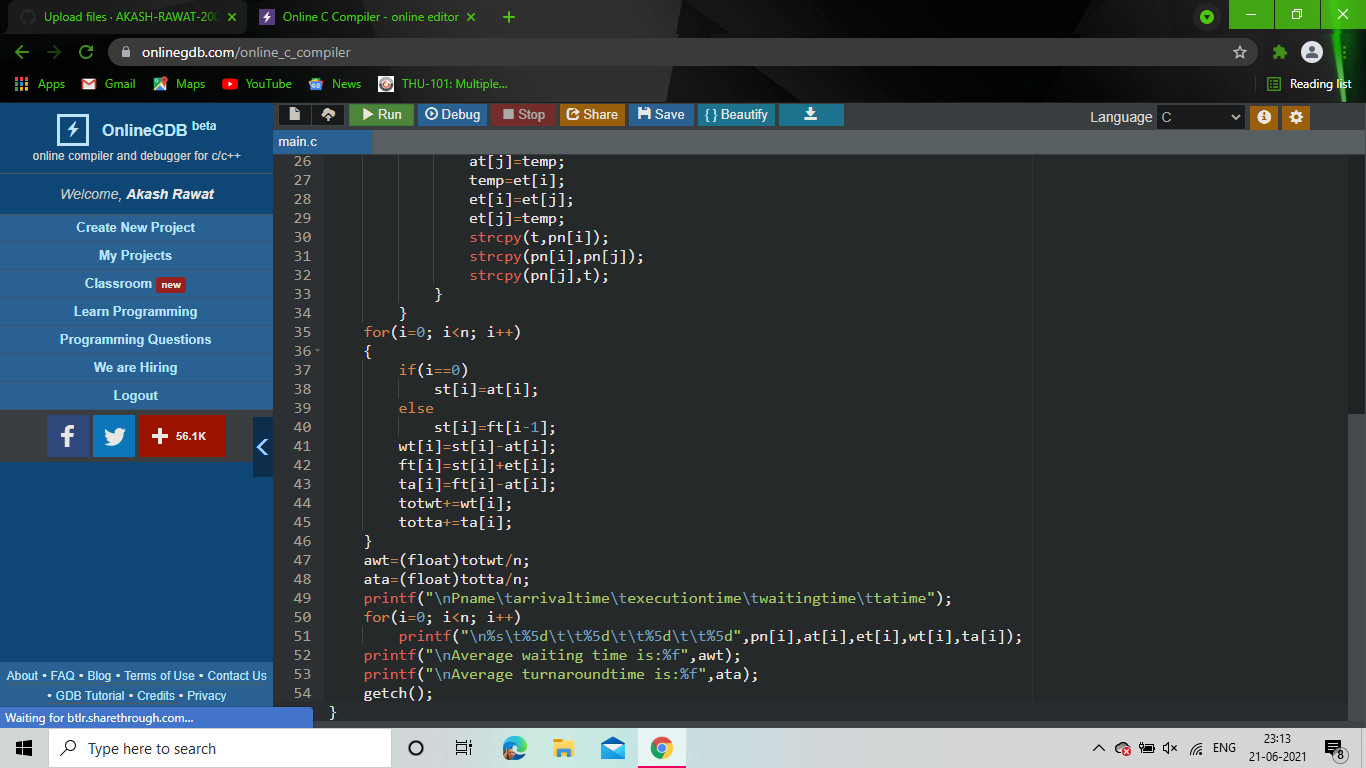 Upload files · AKASH-RAWAT-200
Online C Compiler - online editor
onlinegdb.com/online_c_compiler
Apps
Gmail
Maps
YouTube
News
THU-101: Multiple...
Reading list
OnlineGDB beta
online compiler and debugger for c/c++
Welcome, Akash Rawat
Create New Project
My Projects
Classroom new
Learn Programming
Programming Questions
We are Hiring
Logout
f
+ 56.1K
About • FAQ • Blog • Terms of Use • Contact Us
• GDB Tutorial • Credits • Privacy
Waiting for btlr.sharethrough.com...
Run
Debug
Stop
Share
Save
{ } Beautify
Language C
main.c
26 at[j]=temp;
27 temp=et[i];
28 et[i]=et[j];
29 et[j]=temp;
30 strcpy(t,pn[i]);
31 strcpy(pn[i],pn[j]);
32 strcpy(pn[j],t);
33 }
34 }
35 for(i=0; i<n; i++)
36 {
37 if(i==0)
38 st[i]=at[i];
39 else
40 st[i]=ft[i-1];
41 wt[i]=st[i]-at[i];
42 ft[i]=st[i]+et[i];
43 ta[i]=ft[i]-at[i];
44 totwt+=wt[i];
45 totta+=ta[i];
46 }
47 awt=(float)totwt/n;
48 ata=(float)totta/n;
49 printf("\nPname\tarrivaltime\texecutiontime\twaitingtime\ttatime");
50 for(i=0; i<n; i++)
51 printf("\n%s\t%5d\t\t%5d\t\t%5d\t\t%5d",pn[i],at[i],et[i],wt[i],ta[i]);
52 printf("\nAverage waiting time is:%f",awt);
53 printf("\nAverage turnaroundtime is:%f",ata);
54 getch();
}
Type here to search
ENG
23:13
21-06-2021
8